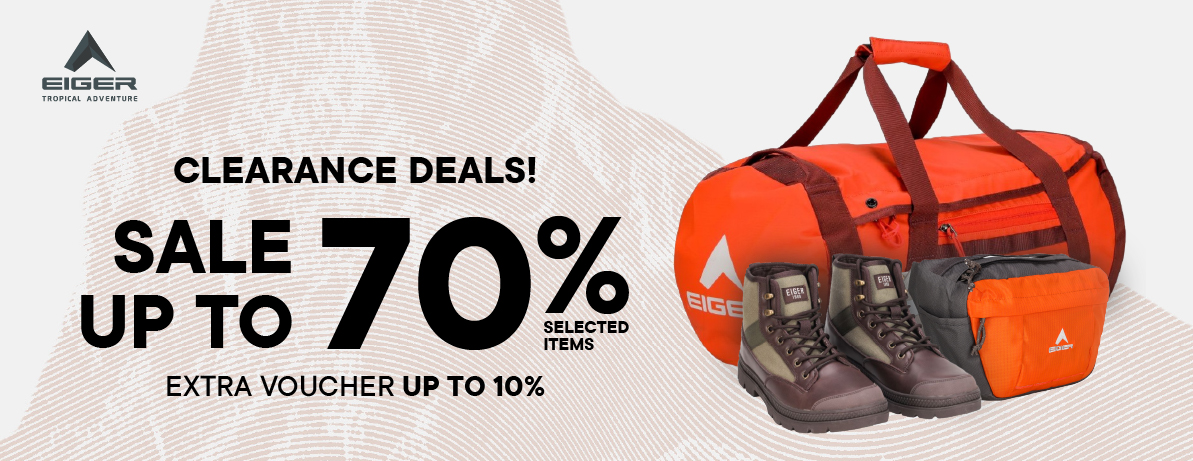 EIGER
TROPICAL ADVENTURE
CLEARANCE DEALS!
SALE
UP TO
70%
SELECTED
ITEMS
EXTRA VOUCHER UP TO 10%
EIGE
EIGER
EIGER
EIGER